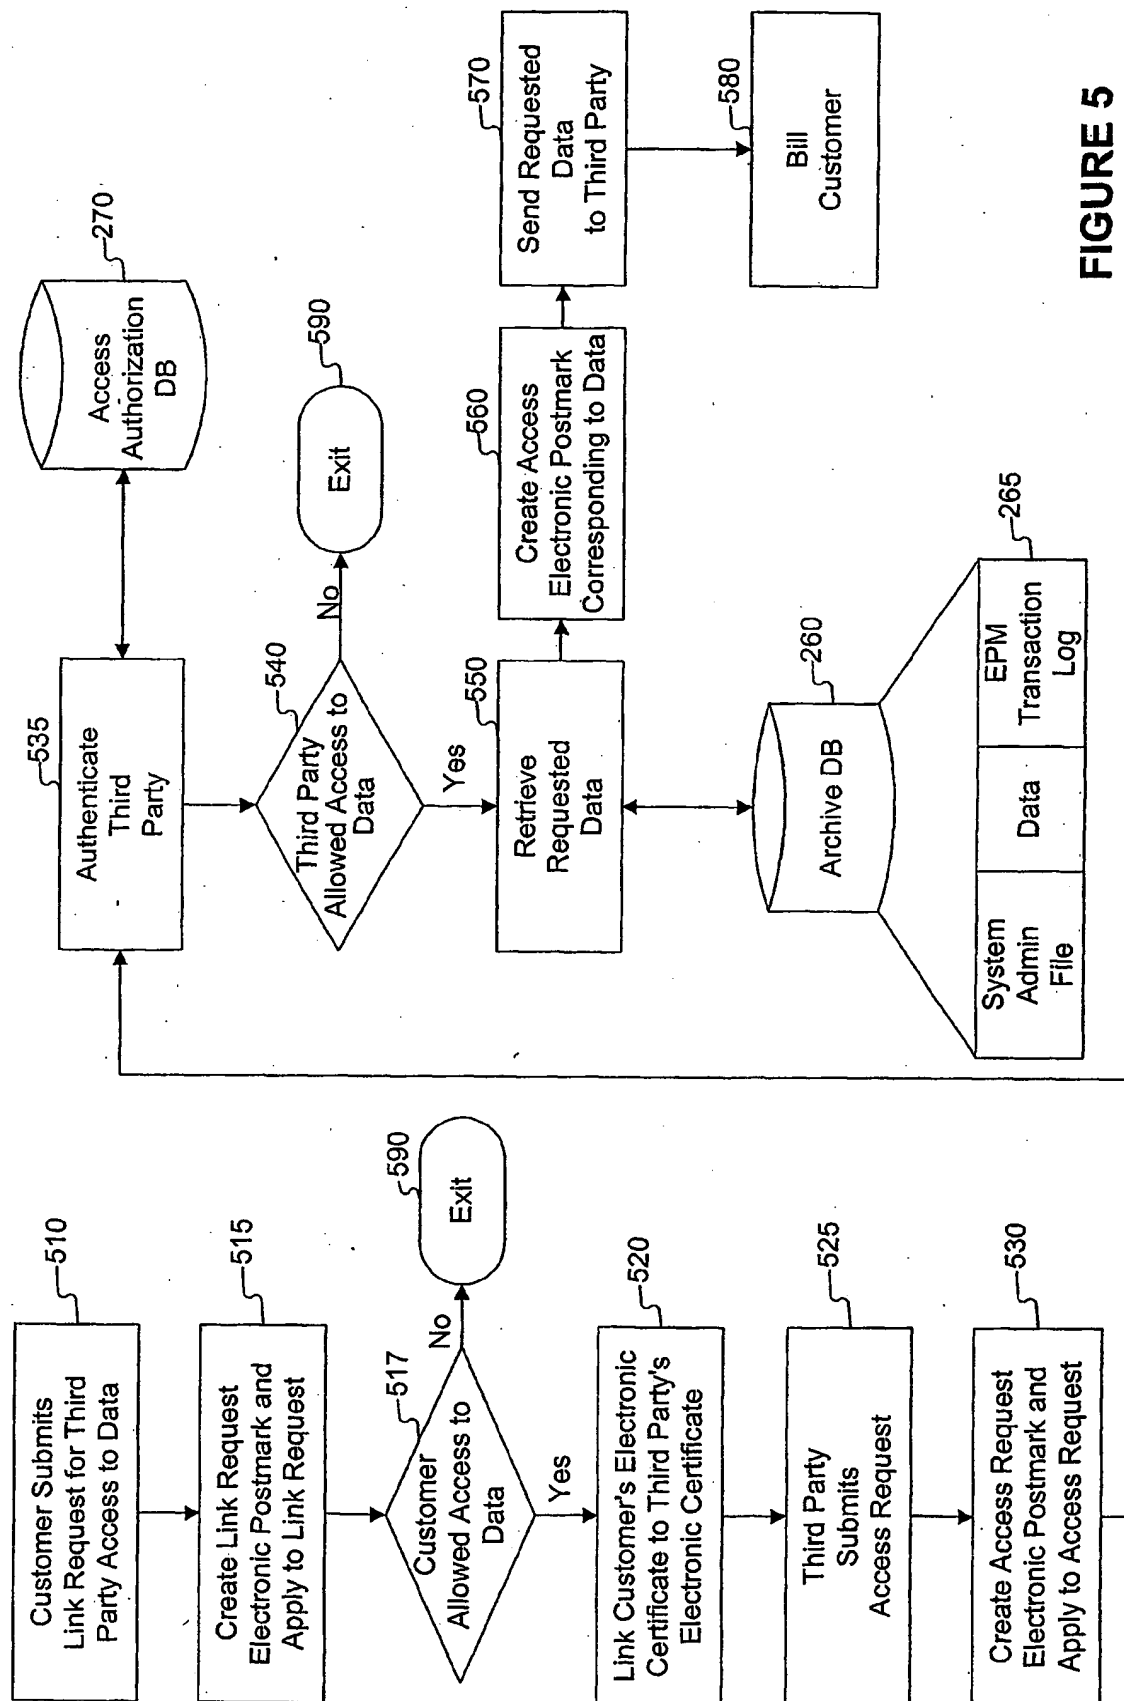 Customer Submits
Link Request for Third
Party Access to Data
510
Create Link Request
Electronic Postmark and
Apply to Link Request
515
Customer
Allowed Access to
Data
517
No
Exit
590
Yes
Link Customer's Electronic
Certificate to Third Party's
Electronic Certificate
520
Third Party
Submits
Access Request
525
Create Access Request
Electronic Postmark and
Apply to Access Request
530
Authenticate
Third
Party
535
Access
Authorization
DB
270
Third Party
Allowed Access to
Data
540
No
Exit
590
Yes
Retrieve
Requested
Data
550
Create Access
Electronic Postmark
Corresponding to Data
560
Send Requested
Data
to Third Party
570
Bill
Customer
580
Archive DB
260
System
Admin
File
Data
EPM
Transaction
Log
265
FIGURE 5